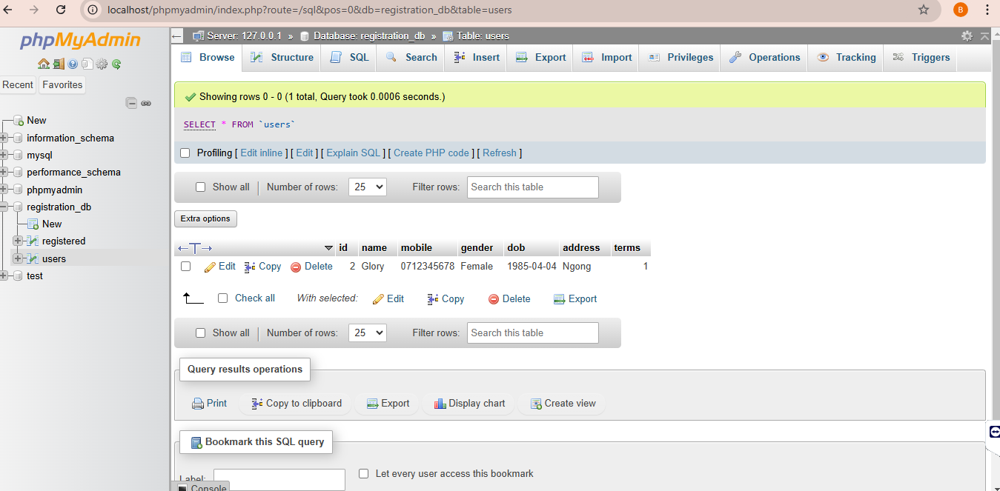 localhost/phpmyadmin/index.php?route=/sql&pos=0&db=registration_db&table=users
B
phpMyAdmin
Recent Favorites
New
information_schema
mysql
performance_schema
phpmyadmin
registration_db
New
registered
users
test
Server: 127.0.0.1 » Database: registration_db » Table: users
Browse Structure SQL Search Insert Export Import Privileges Operations Tracking Triggers
Showing rows 0 - 0 (1 total, Query took 0.0006 seconds.)
SELECT * FROM `users`
Profiling [ Edit inline ] [ Edit ] [ Explain SQL ] [ Create PHP code ] [ Refresh ]
Show all | Number of rows: 25 Filter rows: Search this table
Extra options
←T→ id name mobile gender dob address terms
Edit Copy Delete 2 Glory 0712345678 Female 1985-04-04 Ngong 1
Check all With selected: Edit Copy Delete Export
Show all | Number of rows: 25 Filter rows: Search this table
Query results operations
Print Copy to clipboard Export Display chart Create view
Bookmark this SQL query
Label: Let every user access this bookmark
Console